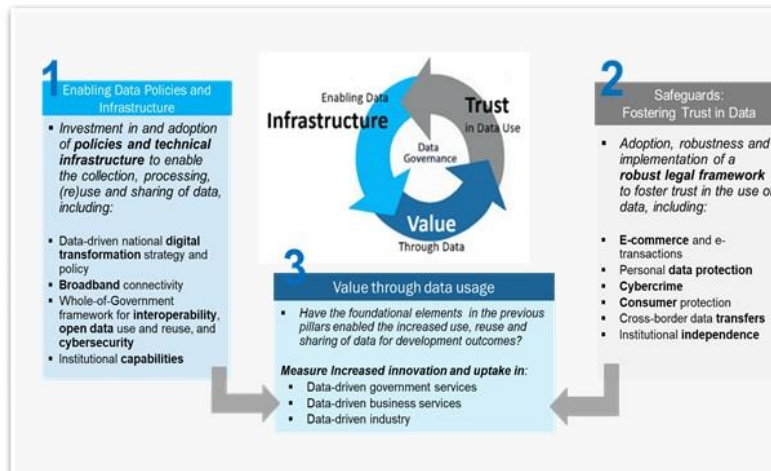 1
Enabling Data Policies and
Infrastructure
▪ Investment in and adoption
of policies and technical
infrastructure to enable
the collection, processing,
(re)use and sharing of data,
including:
▪ Data-driven national digital
transformation strategy and
policy
▪ Broadband connectivity
▪ Whole-of-Government
framework for interoperability,
open data use and reuse, and
cybersecurity
▪ Institutional capabilities
Enabling Data
Infrastructure
Trust
in Data Use
Data
Governance
Value
Through Data
3
Value through data usage
▪ Have the foundational elements in the previous
pillars enabled the increased use, reuse and
sharing of data for development outcomes?
Measure Increased innovation and uptake in:
▪ Data-driven government services
▪ Data-driven business services
▪ Data-driven industry
2
Safeguards:
Fostering Trust in Data
▪ Adoption, robustness and
implementation of a
robust legal framework
to foster trust in the use o
data, including:
▪ E-commerce and e-
transactions
▪ Personal data protection
▪ Cybercrime
▪ Consumer protection
▪ Cross-border data transfers
▪ Institutional independence